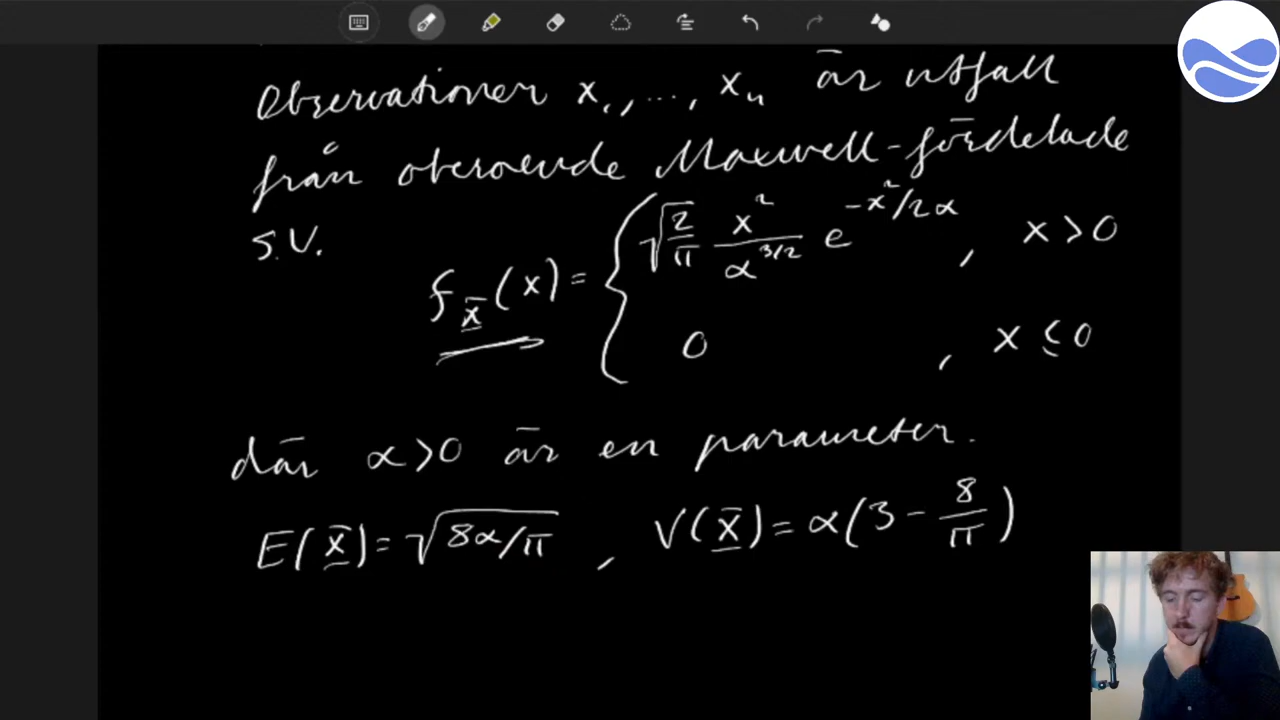 Observationer x₁, ..., xₙ är utfall
från oberoende Maxwell-fördelade
s.v.
f_X(x) = { √(2/π) x²/α^(3/2) e^(-x²/2α) , x > 0
0 , x ≤ 0
där α > 0 är en parameter.
E(X) = √(8α/π) , V(X) = α(3 - 8/π)